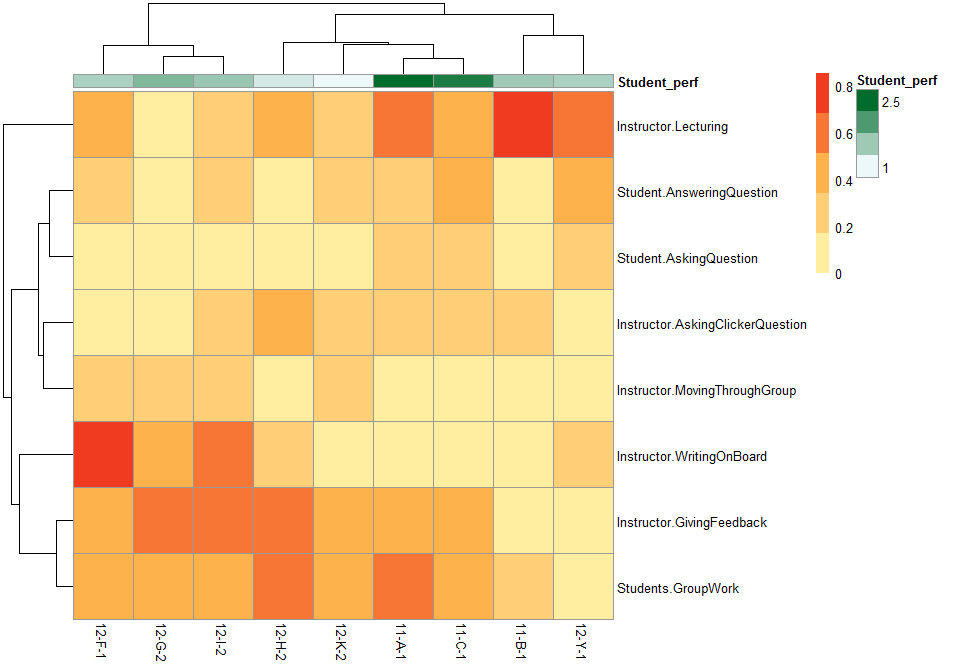 Student_perf
Instructor.Lecturing
Student.AnsweringQuestion
Student.AskingQuestion
Instructor.AskingClickerQuestion
Instructor.MovingThroughGroup
Instructor.WritingOnBoard
Instructor.GivingFeedback
Students.GroupWork
12-F-1
12-G-2
12-I-2
12-H-2
12-K-2
11-A-1
11-C-1
11-B-1
12-Y-1
0.8
0.6
0.4
0.2
0
Student_perf
2.5
1